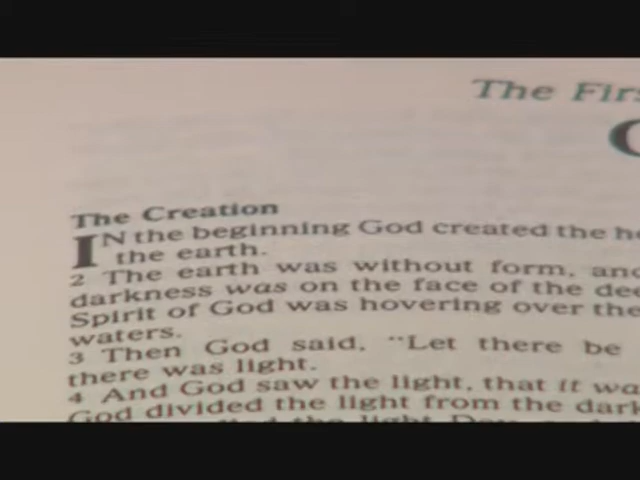 The Firs
The Creation
IN the beginning God created the he
the earth.
2 The earth was without form, and
darkness was on the face of the dee
Spirit of God was hovering over the
waters.
3 Then God said, “Let there be
there was light.
4 And God saw the light, that it wa
God divided the light from the dark
the light Day